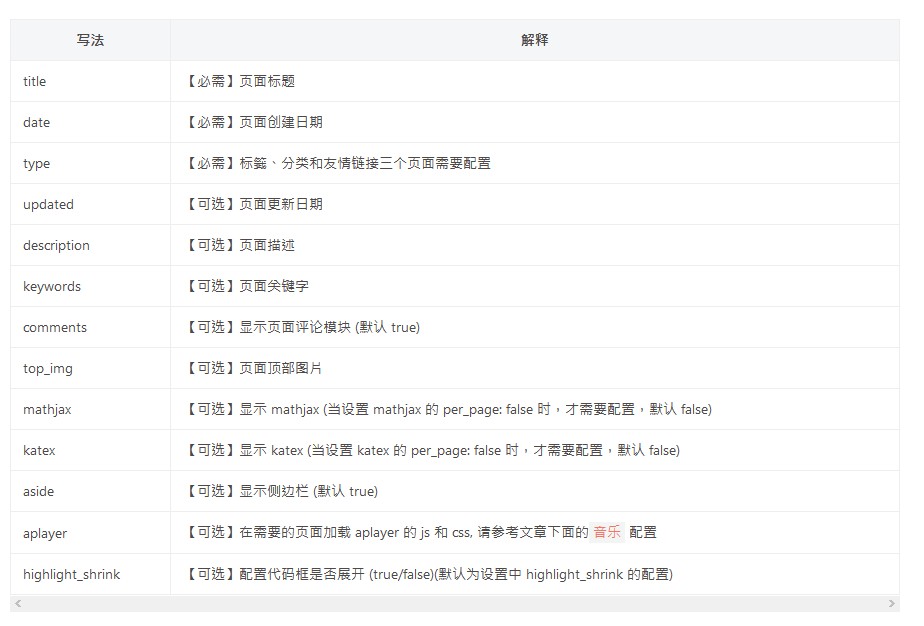 写法 解释
title 【必需】页面标题
date 【必需】页面创建日期
type 【必需】标籤、分类和友情链接三个页面需要配置
updated 【可选】页面更新日期
description 【可选】页面描述
keywords 【可选】页面关键字
comments 【可选】显示页面评论模块 (默认 true)
top_img 【可选】页面顶部图片
mathjax 【可选】显示 mathjax (当设置 mathjax 的 per_page: false 时，才需要配置，默认 false)
katex 【可选】显示 katex (当设置 katex 的 per_page: false 时，才需要配置，默认 false)
aside 【可选】显示侧边栏 (默认 true)
aplayer 【可选】在需要的页面加载 aplayer 的 js 和 css, 请参考文章下面的 音乐 配置
highlight_shrink 【可选】配置代码框是否展开 (true/false)(默认为设置中 highlight_shrink 的配置)